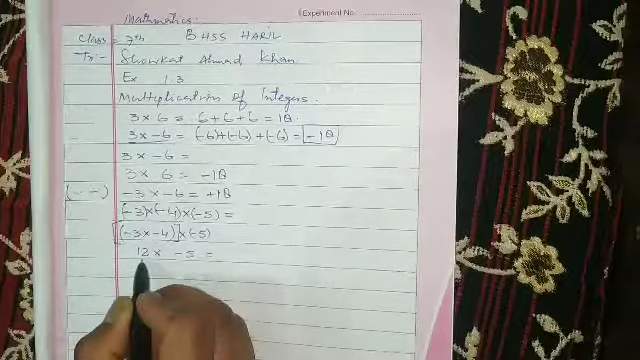 Mathematics:
Experiment No.
Class = 7th BHSS HARIL
Tr:- Showkat Ahmad Khan
Ex 1.3
Multiplication of Integers.
3 x 6 = 6 + 6 + 6 = 18
3 x -6 = (-6)+(-6) + (-6) = -18
3 x -6 =
3 x 6 = -18
(- -) -3 x -6 = +18
(-3)x(-4)x(-5) =
[(-3x-4)]x(-5)
12 x -5 =